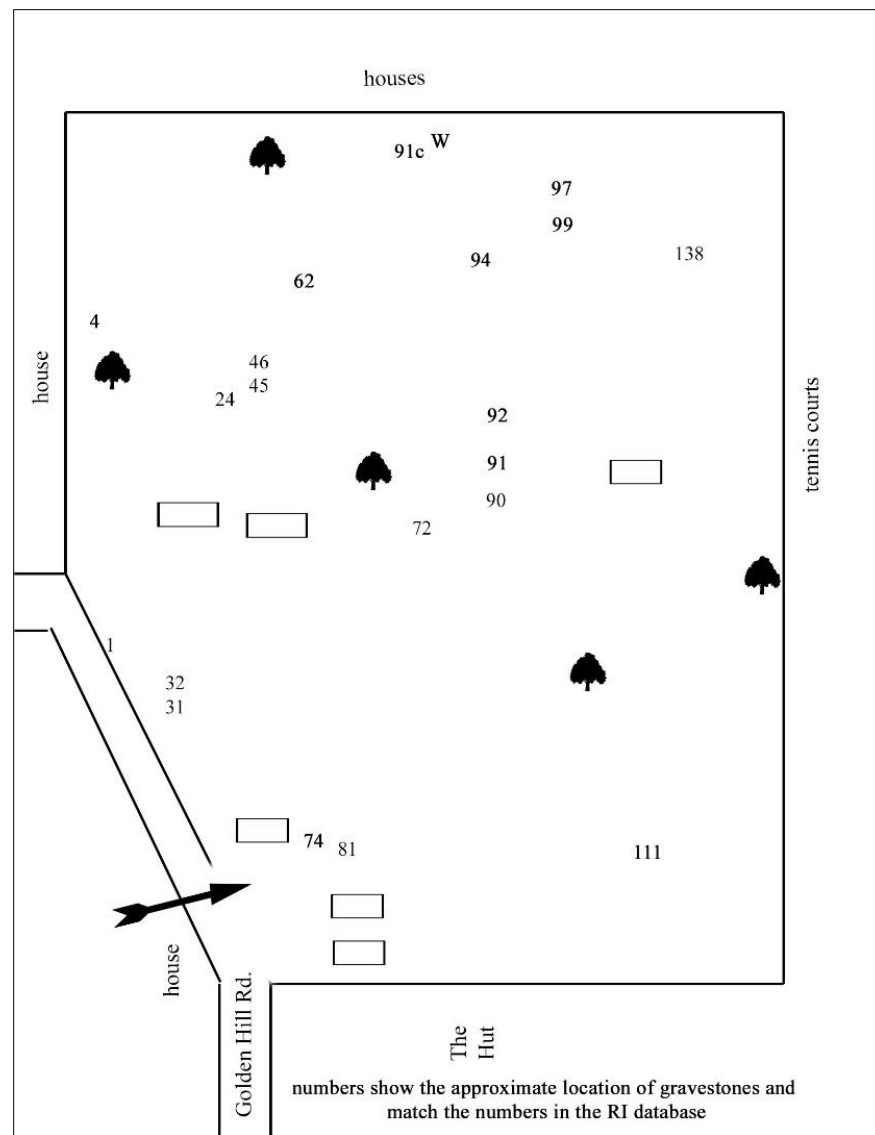 houses
W
91c
97
99
138
94
62
4
house
46
45
24
tennis courts
92
91
90
72
1
32
31
74
81
111
house
Golden Hill Rd.
The
Hut
numbers show the approximate location of gravestones and
match the numbers in the RI database